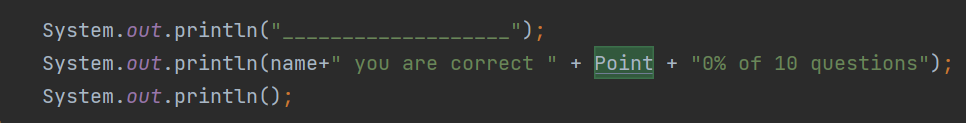 System.out.println("___________________");
System.out.println(name+" you are correct " + Point + "0% of 10 questions");
System.out.println();